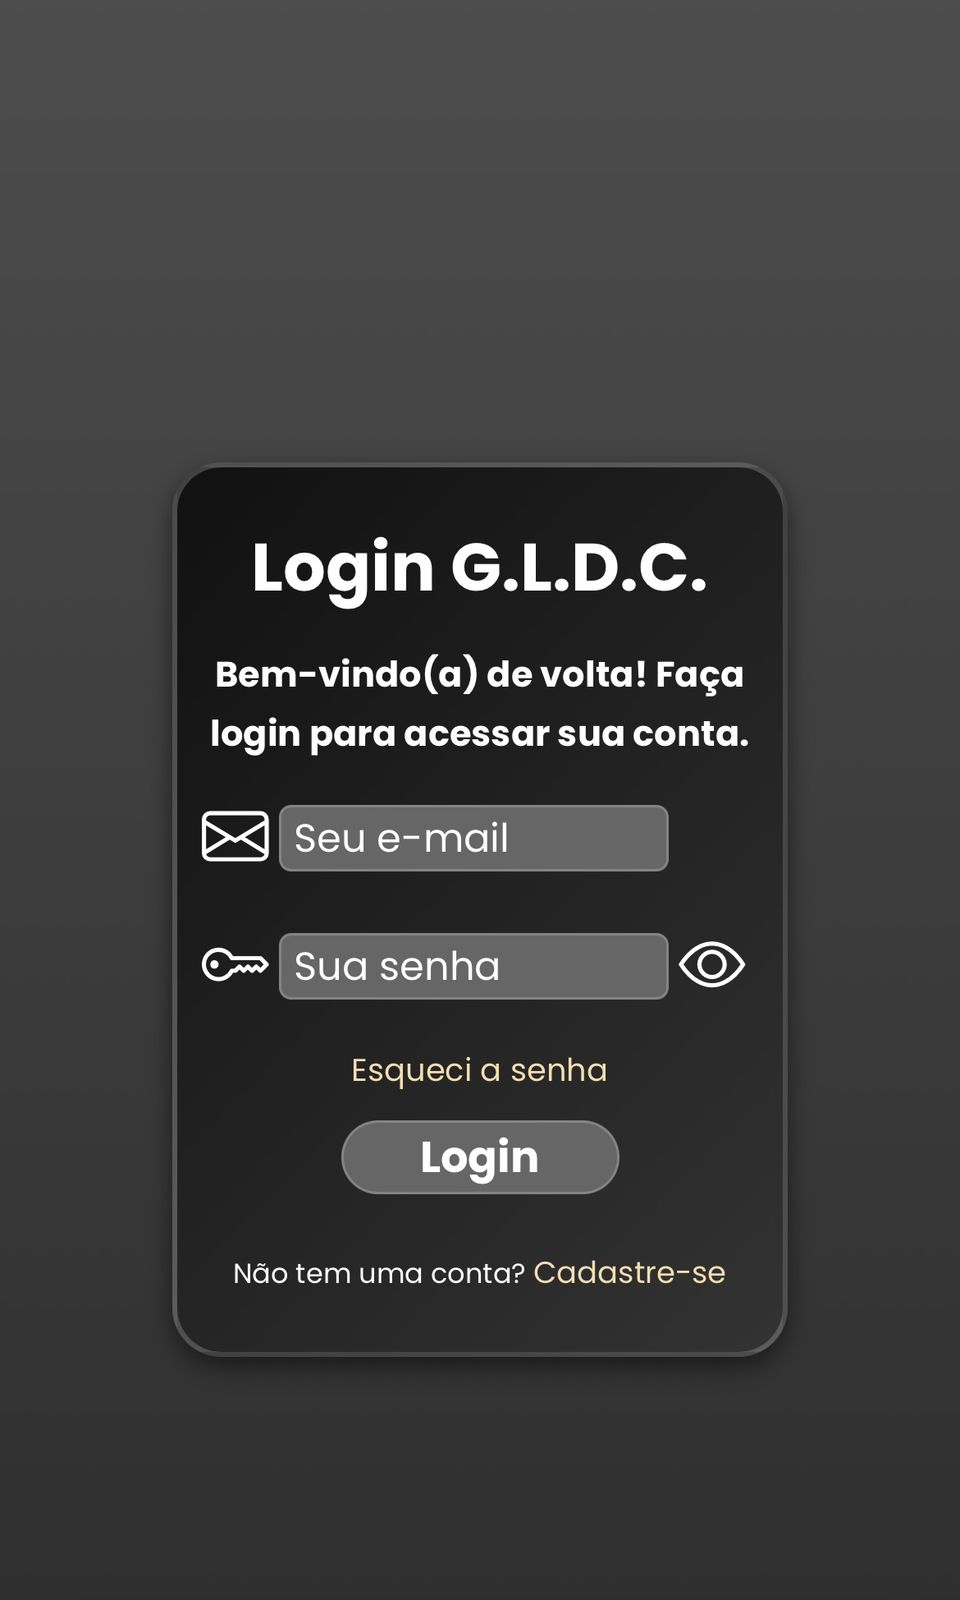 Login G.L.D.C.
Bem-vindo(a) de volta! Faça
login para acessar sua conta.
Seu e-mail
Sua senha
Esqueci a senha
Login
Não tem uma conta? Cadastre-se